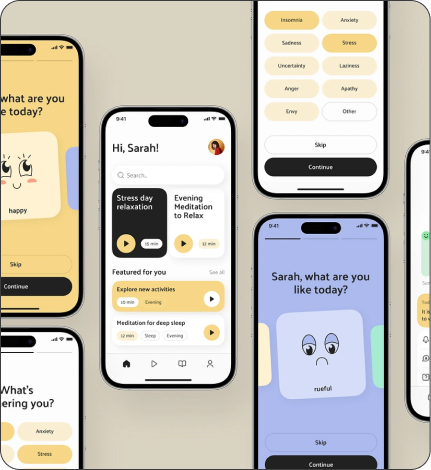 what are you
e today?
happy
Skip
Continue
What's
ering you?
Anxiety
Stress
9:41
Hi, Sarah!
Search..
Stress day
relaxation
15 min
Evening
Meditation
to Relax
12 min
Featured for you
See all
Explore new activities
10 min
Evening
Meditation for deep sleep
12 min
Sleep
Evening
Insomnia
Anxiety
Sadness
Stress
Uncertainty
Laziness
Anger
Apathy
Envy
Other
Skip
Continue
9:41
Sarah, what are you
like today?
rueful
Skip
Continue
9:4